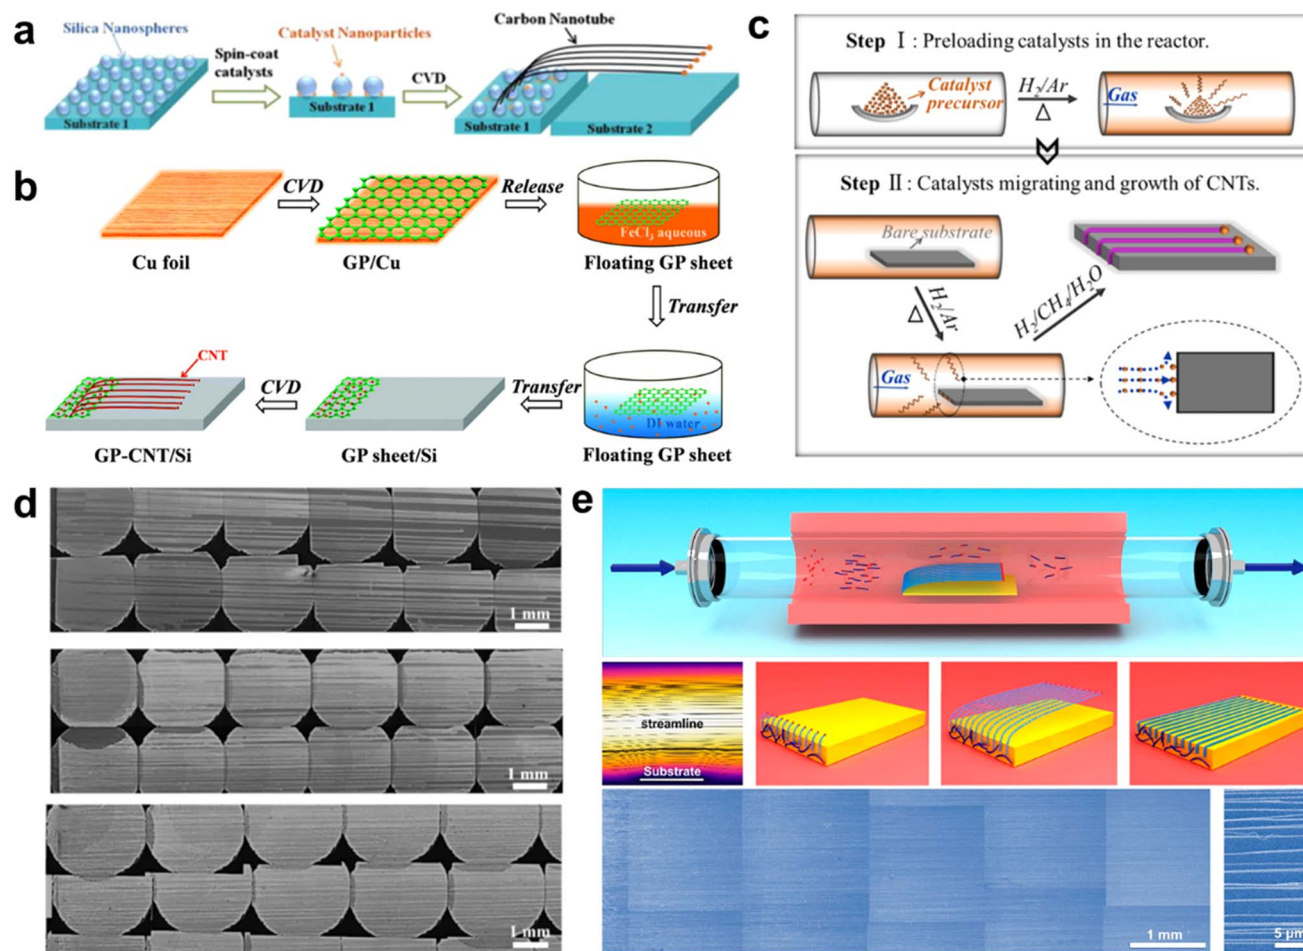 a
Silica Nanospheres
Spin-coat
catalysts
Catalyst Nanoparticles
CVD
Carbon Nanotube
Substrate 1
Substrate 1
Substrate 1
Substrate 2
b
CVD
Release
FeCl3 aqueous
Cu foil
GP/Cu
Floating GP sheet
Transfer
CNT
CVD
Transfer
DI water
GP-CNT/Si
GP sheet/Si
Floating GP sheet
c
Step Ⅰ : Preloading catalysts in the reactor.
Catalyst
precursor
H2/Ar
△
Gas
Step Ⅱ : Catalysts migrating and growth of CNTs.
Bare substrate
H2/Ar
△
H2/CH4/H2O
Gas
d
1 mm
1 mm
1 mm
e
streamline
Substrate
1 mm
5 µm